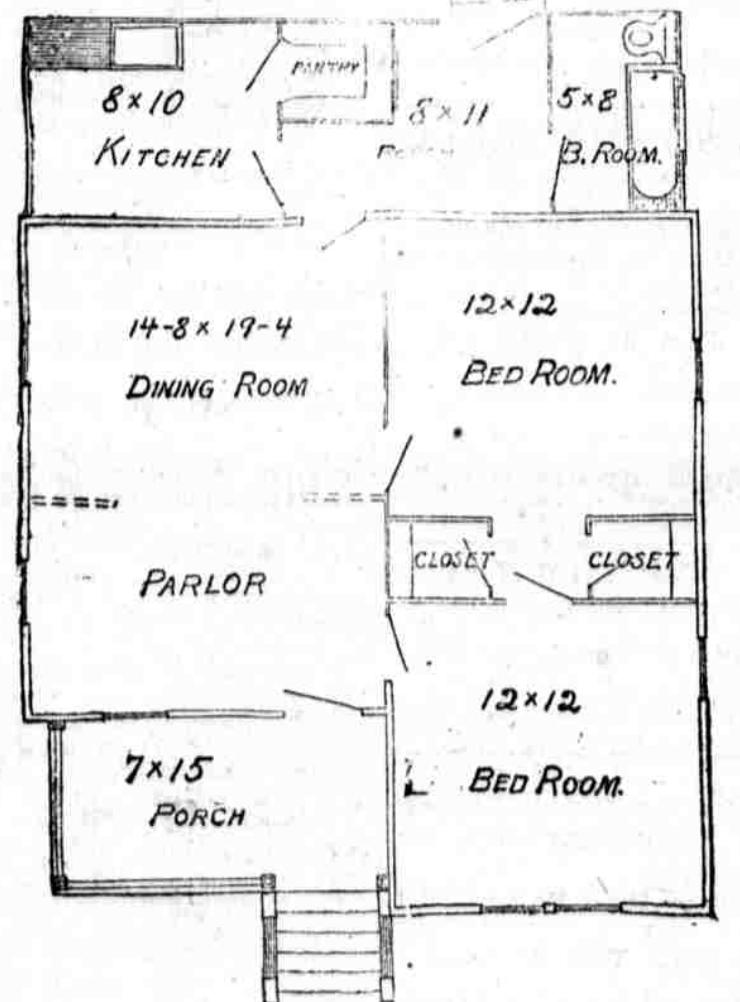 PANTRY
8 x 10
KITCHEN
8 x 11
PORCH
5 x 8
B. ROOM.
14-8 x 19-4
DINING ROOM
12 x 12
BED ROOM.
CLOSET
CLOSET
PARLOR
12 x 12
BED ROOM.
7 x 15
PORCH